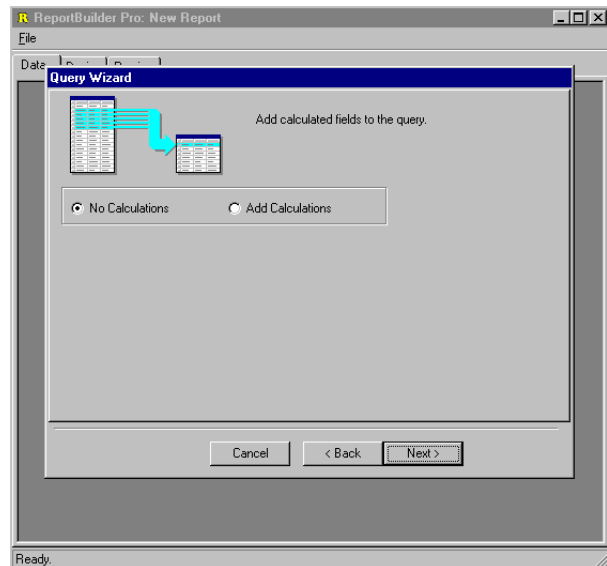 R ReportBuilder Pro: New Report
File
Data
Query Wizard
Add calculated fields to the query.
No Calculations Add Calculations
Cancel < Back Next >
Ready.